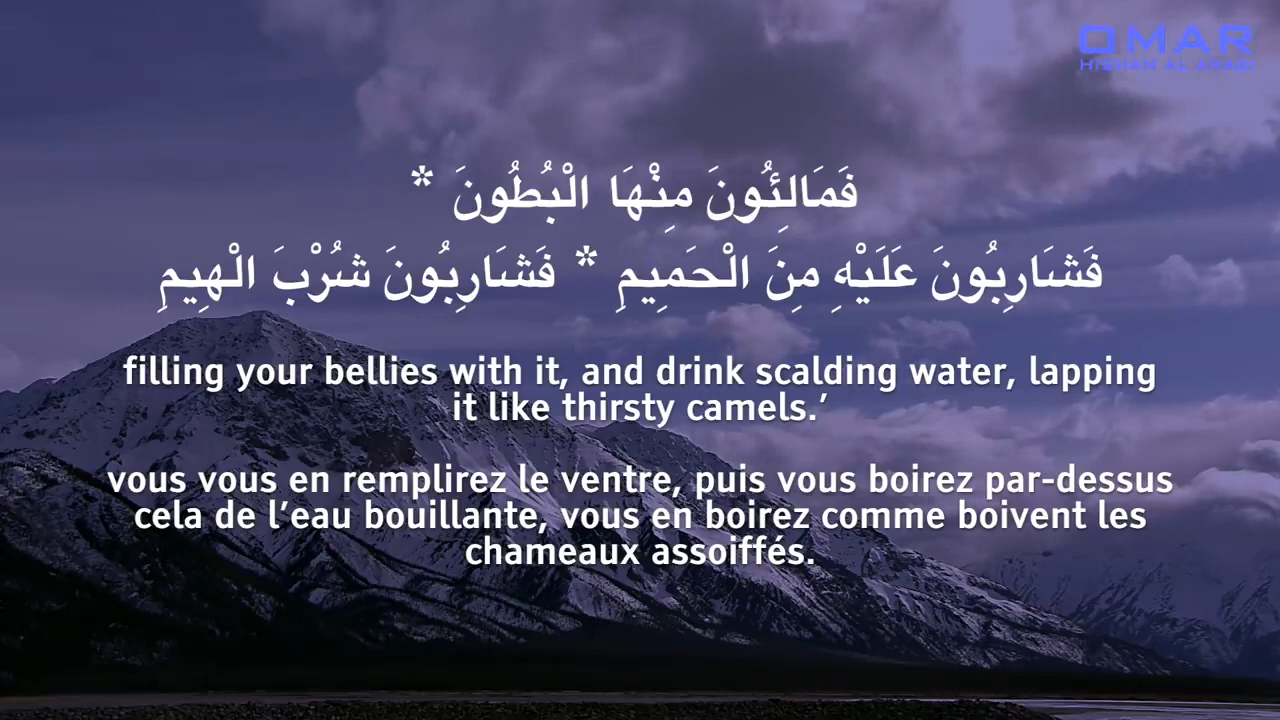 OMAR
HISHAM AL ARABI
فَمَالِئُونَ مِنْهَا الْبُطُونَ *
فَشَارِبُونَ عَلَيْهِ مِنَ الْحَمِيمِ * فَشَارِبُونَ شُرْبَ الْهِيمِ
filling your bellies with it, and drink scalding water, lapping
it like thirsty camels.’
vous vous en remplirez le ventre, puis vous boirez par-dessus
cela de l’eau bouillante, vous en boirez comme boivent les
chameaux assoiffés.